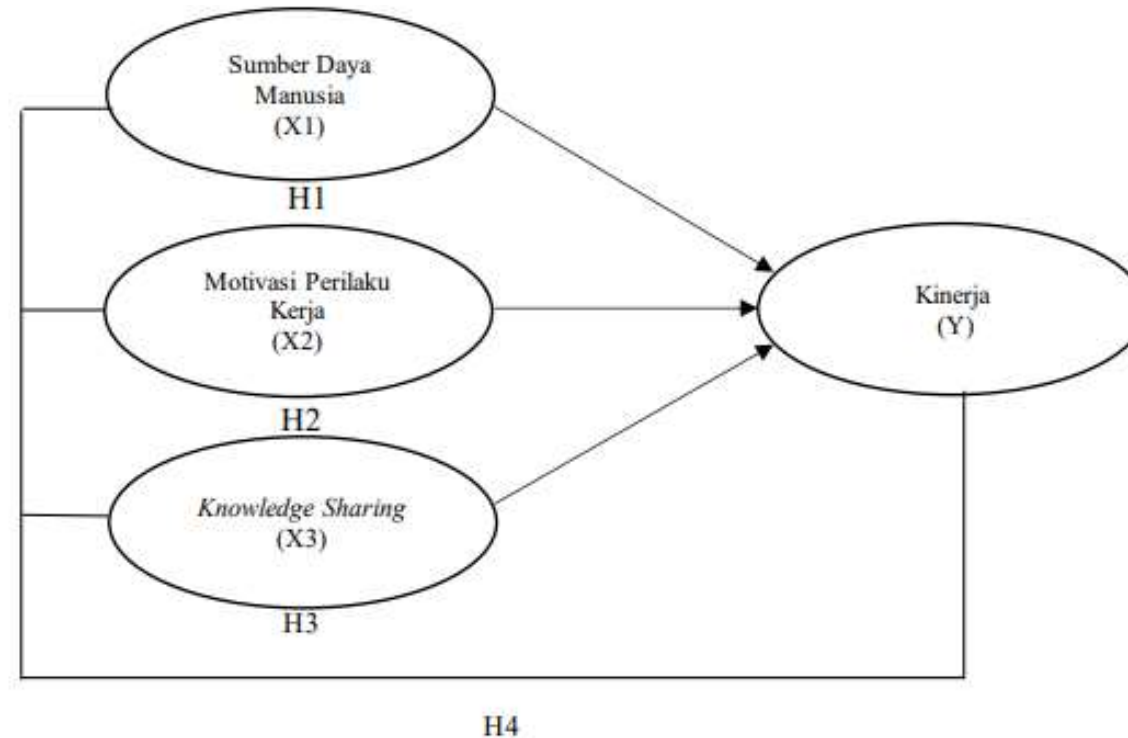 Sumber Daya
Manusia
(X1)
H1
Motivasi Perilaku
Kerja
(X2)
H2
Knowledge Sharing
(X3)
H3
Kinerja
(Y)
H4